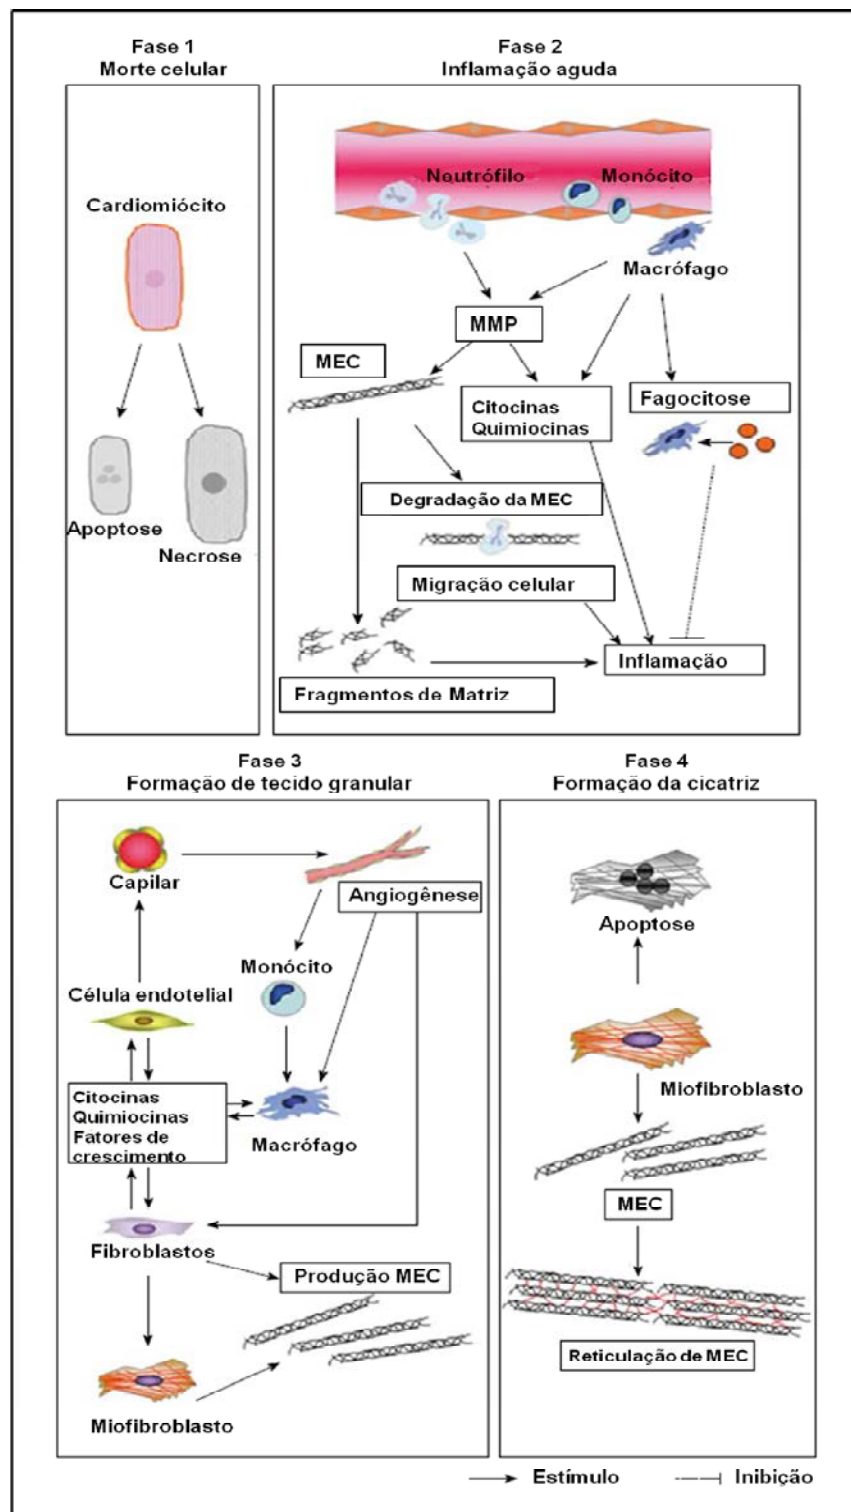 Fase 1
Morte celular
Fase 2
Inflamação aguda
Cardiomiócito
Apoptose
Necrose
Neutrófilo
Monócito
Macrófago
MMP
MEC
Citocinas
Quimiocinas
Fagocitose
Degradação da MEC
Migração celular
Inflamação
Fragmentos de Matriz
Fase 3
Formação de tecido granular
Fase 4
Formação da cicatriz
Capilar
Angiogênese
Monócito
Célula endotelial
Citocinas
Quimiocinas
Fatores de
crescimento
Macrófago
Fibroblastos
Produção MEC
Miofibroblasto
Apoptose
Miofibroblasto
MEC
Reticulação de MEC
Estímulo
Inibição